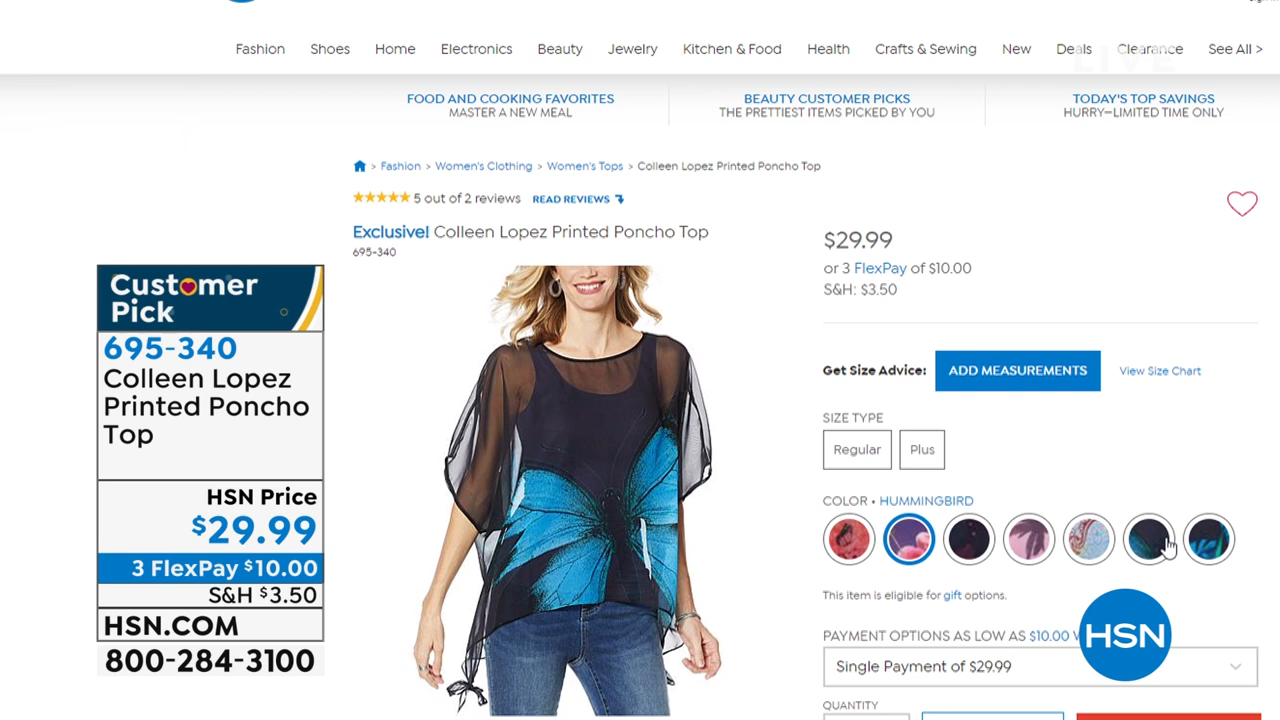 Fashion Shoes Home Electronics Beauty Jewelry Kitchen & Food Health Crafts & Sewing New Deals Clearance See All >
LIVE
FOOD AND COOKING FAVORITES
MASTER A NEW MEAL
BEAUTY CUSTOMER PICKS
THE PRETTIEST ITEMS PICKED BY YOU
TODAY'S TOP SAVINGS
HURRY—LIMITED TIME ONLY
> Fashion > Women's Clothing > Women's Tops > Colleen Lopez Printed Poncho Top
5 out of 2 reviews READ REVIEWS
Exclusive! Colleen Lopez Printed Poncho Top
695-340
Customer
Pick
695-340
Colleen Lopez
Printed Poncho
Top
HSN Price
$29.99
3 FlexPay $10.00
S&H $3.50
HSN.COM
800-284-3100
$29.99
or 3 FlexPay of $10.00
S&H: $3.50
Get Size Advice: ADD MEASUREMENTS View Size Chart
SIZE TYPE
Regular Plus
COLOR • HUMMINGBIRD
This item is eligible for gift options.
PAYMENT OPTIONS AS LOW AS $10.00
HSN
Single Payment of $29.99
QUANTITY